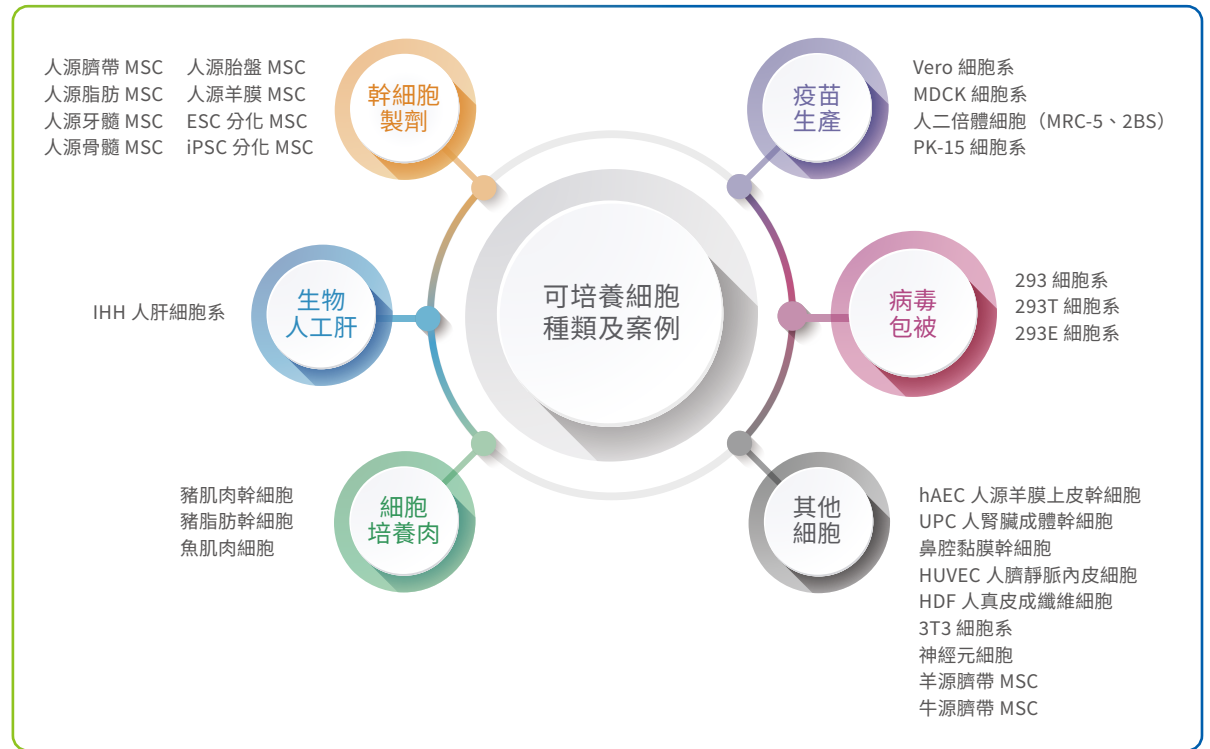 人源臍帶 MSC 人源胎盤 MSC
人源脂肪 MSC 人源羊膜 MSC
人源牙髓 MSC ESC 分化 MSC
人源骨髓 MSC iPSC 分化 MSC
幹細胞
製劑
疫苗
生產
Vero 細胞系
MDCK 細胞系
人二倍體細胞（MRC-5、2BS）
PK-15 細胞系
IHH 人肝細胞系
生物
人工肝
可培養細胞
種類及案例
病毒
包被
293 細胞系
293T 細胞系
293E 細胞系
豬肌肉幹細胞
豬脂肪幹細胞
魚肌肉細胞
細胞
培養肉
其他
細胞
hAEC 人源羊膜上皮幹細胞
UPC 人腎臟成體幹細胞
鼻腔黏膜幹細胞
HUVEC 人臍靜脈內皮細胞
HDF 人真皮成纖維細胞
3T3 細胞系
神經元細胞
羊源臍帶 MSC
牛源臍帶 MSC